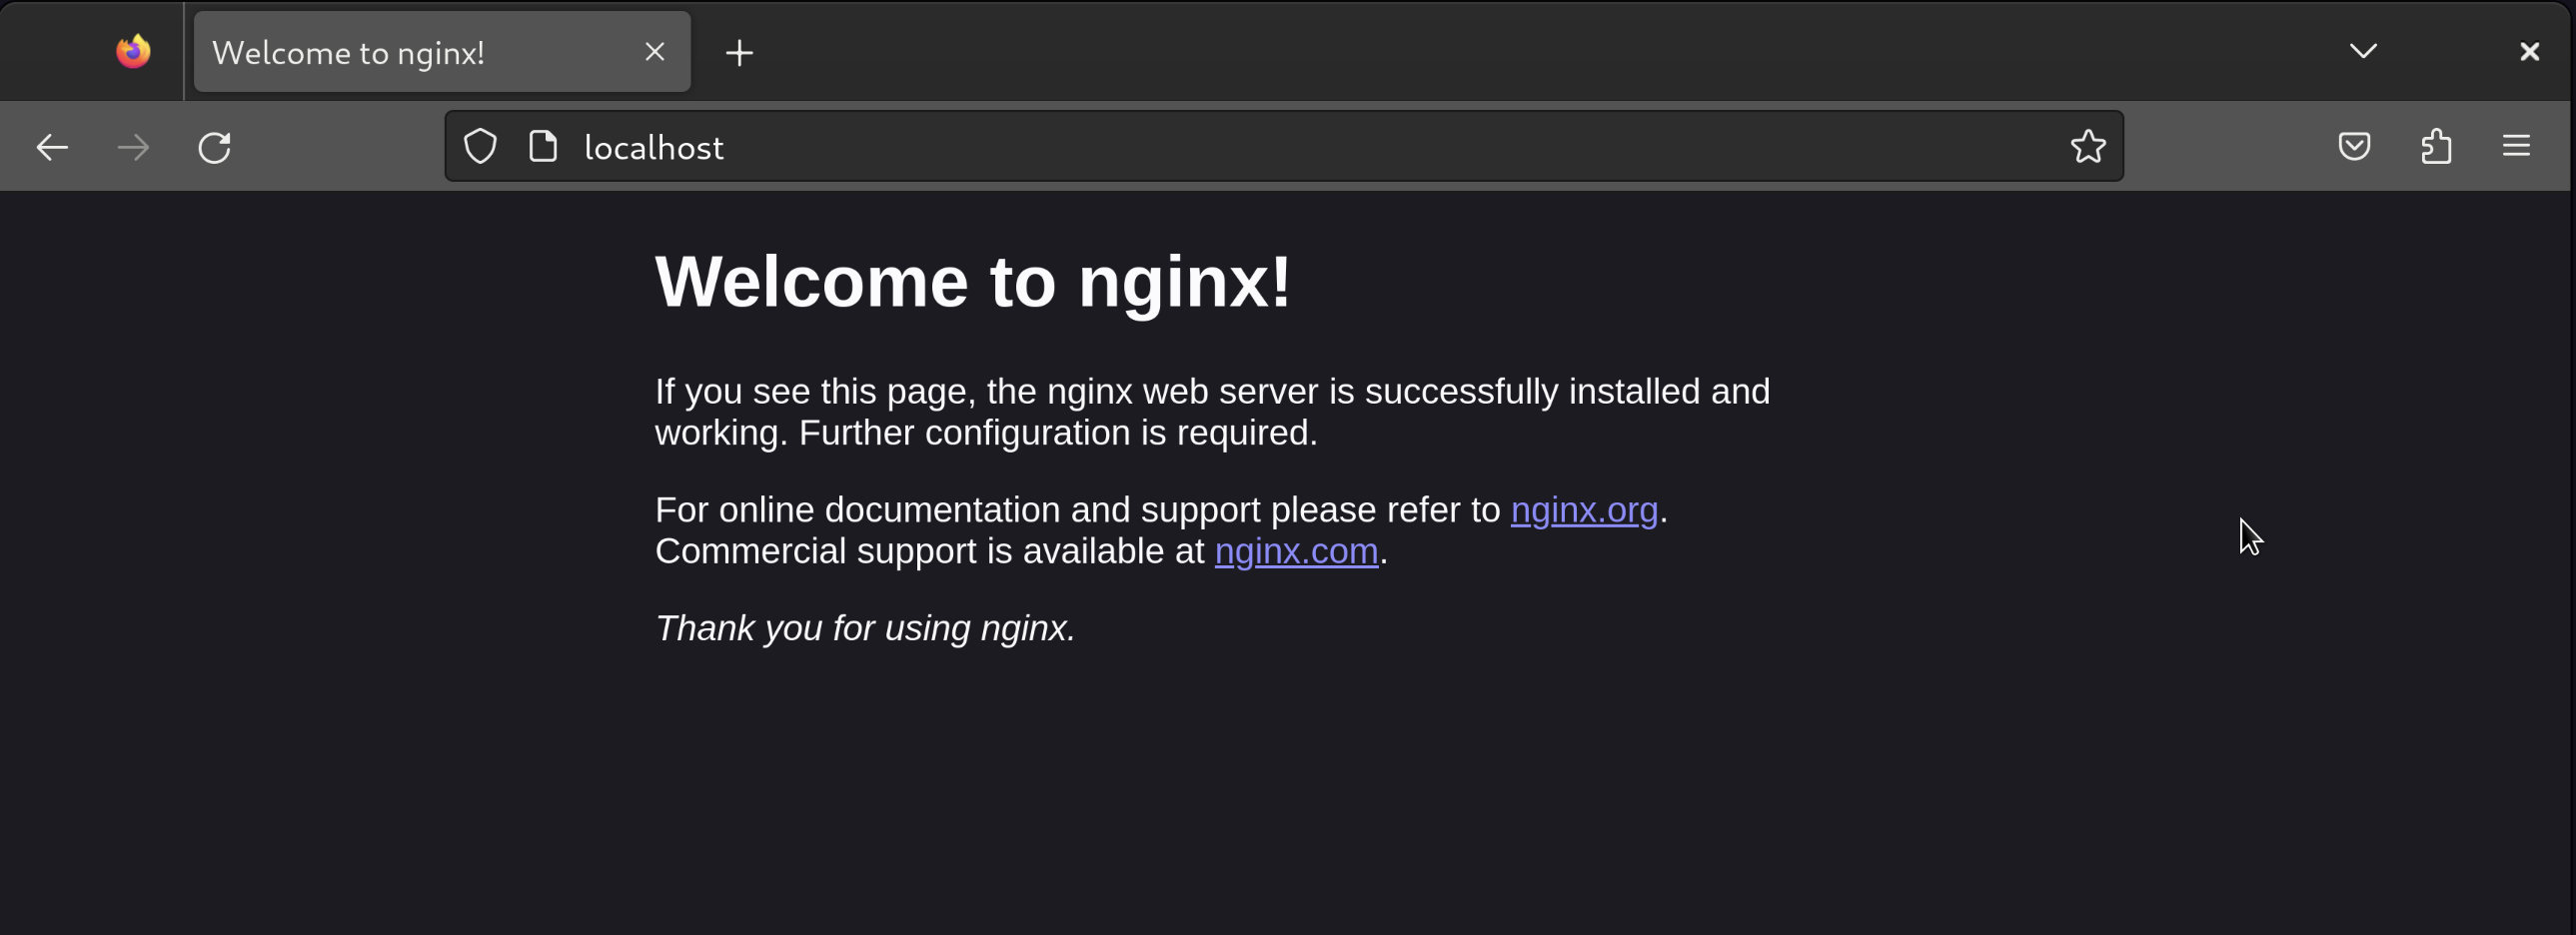 Welcome to nginx!
localhost
Welcome to nginx!
If you see this page, the nginx web server is successfully installed and
working. Further configuration is required.
For online documentation and support please refer to nginx.org.
Commercial support is available at nginx.com.
Thank you for using nginx.